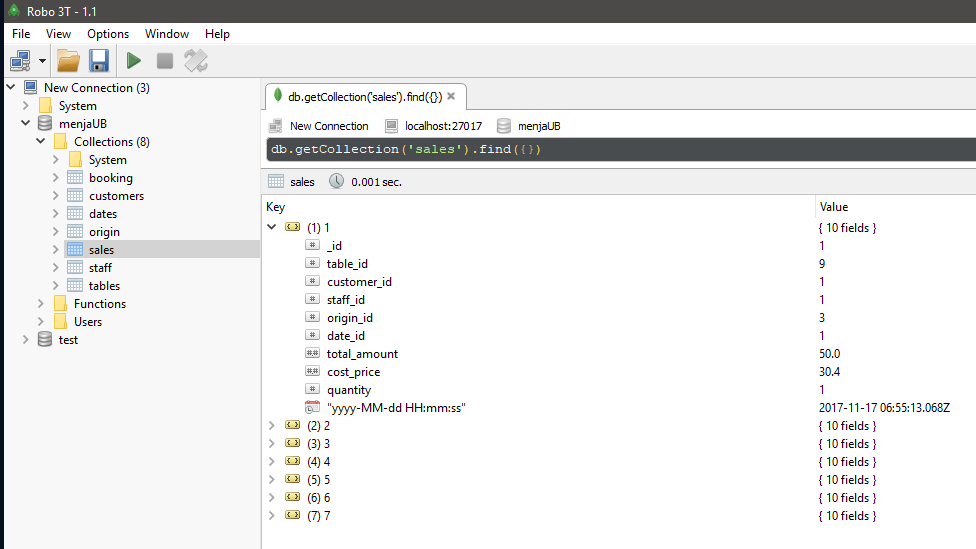 Robo 3T - 1.1
File View Options Window Help
New Connection (3)
System
menjaUB
Collections (8)
System
booking
customers
dates
origin
sales
staff
tables
Functions
Users
test
db.getCollection('sales').find({})
New Connection localhost:27017 menjaUB
db.getCollection('sales').find({})
sales 0.001 sec.
Key Value
(1) 1 { 10 fields }
_id 1
table_id 9
customer_id 1
staff_id 1
origin_id 3
date_id 1
total_amount 50.0
cost_price 30.4
quantity 1
"yyyy-MM-dd HH:mm:ss" 2017-11-17 06:55:13.068Z
(2) 2 { 10 fields }
(3) 3 { 10 fields }
(4) 4 { 10 fields }
(5) 5 { 10 fields }
(6) 6 { 10 fields }
(7) 7 { 10 fields }